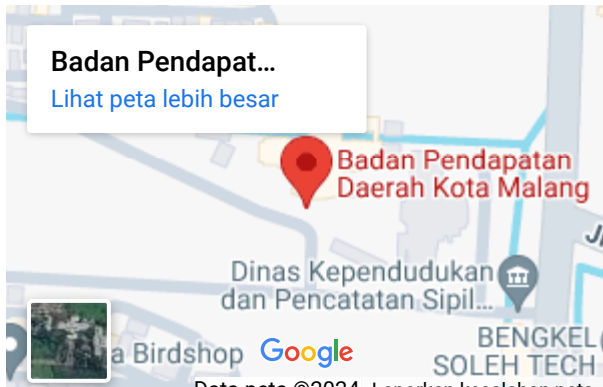 Badan Pendapat...
Lihat peta lebih besar
Badan Pendapatan
Daerah Kota Malang
Dinas Kependudukan
dan Pencatatan Sipil...
a Birdshop
Google
BENGKEL
SOLEH TECH